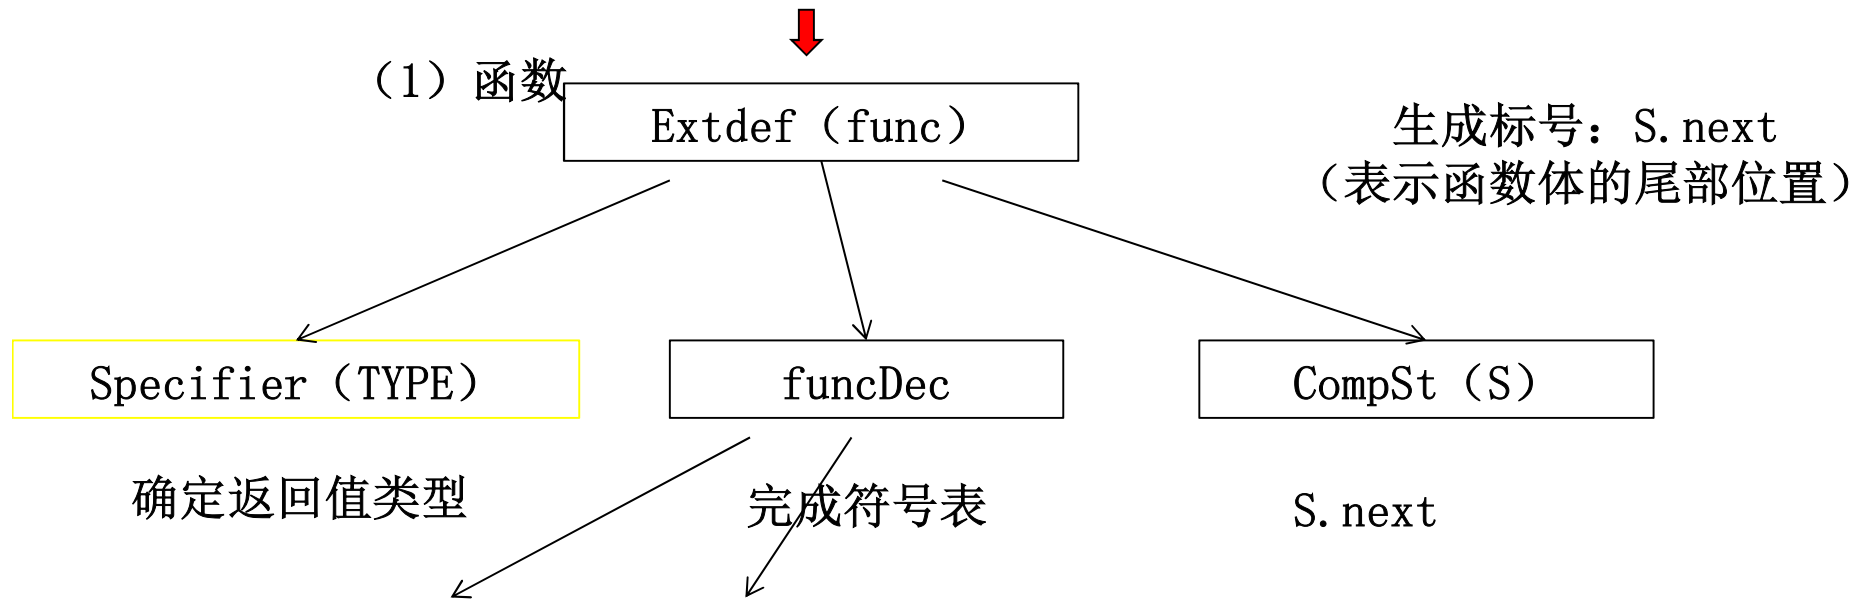 （1）函数
Extdef（func）
生成标号：S.next
（表示函数体的尾部位置）
Specifier（TYPE）
funcDec
CompSt（S）
确定返回值类型
完成符号表
S.next